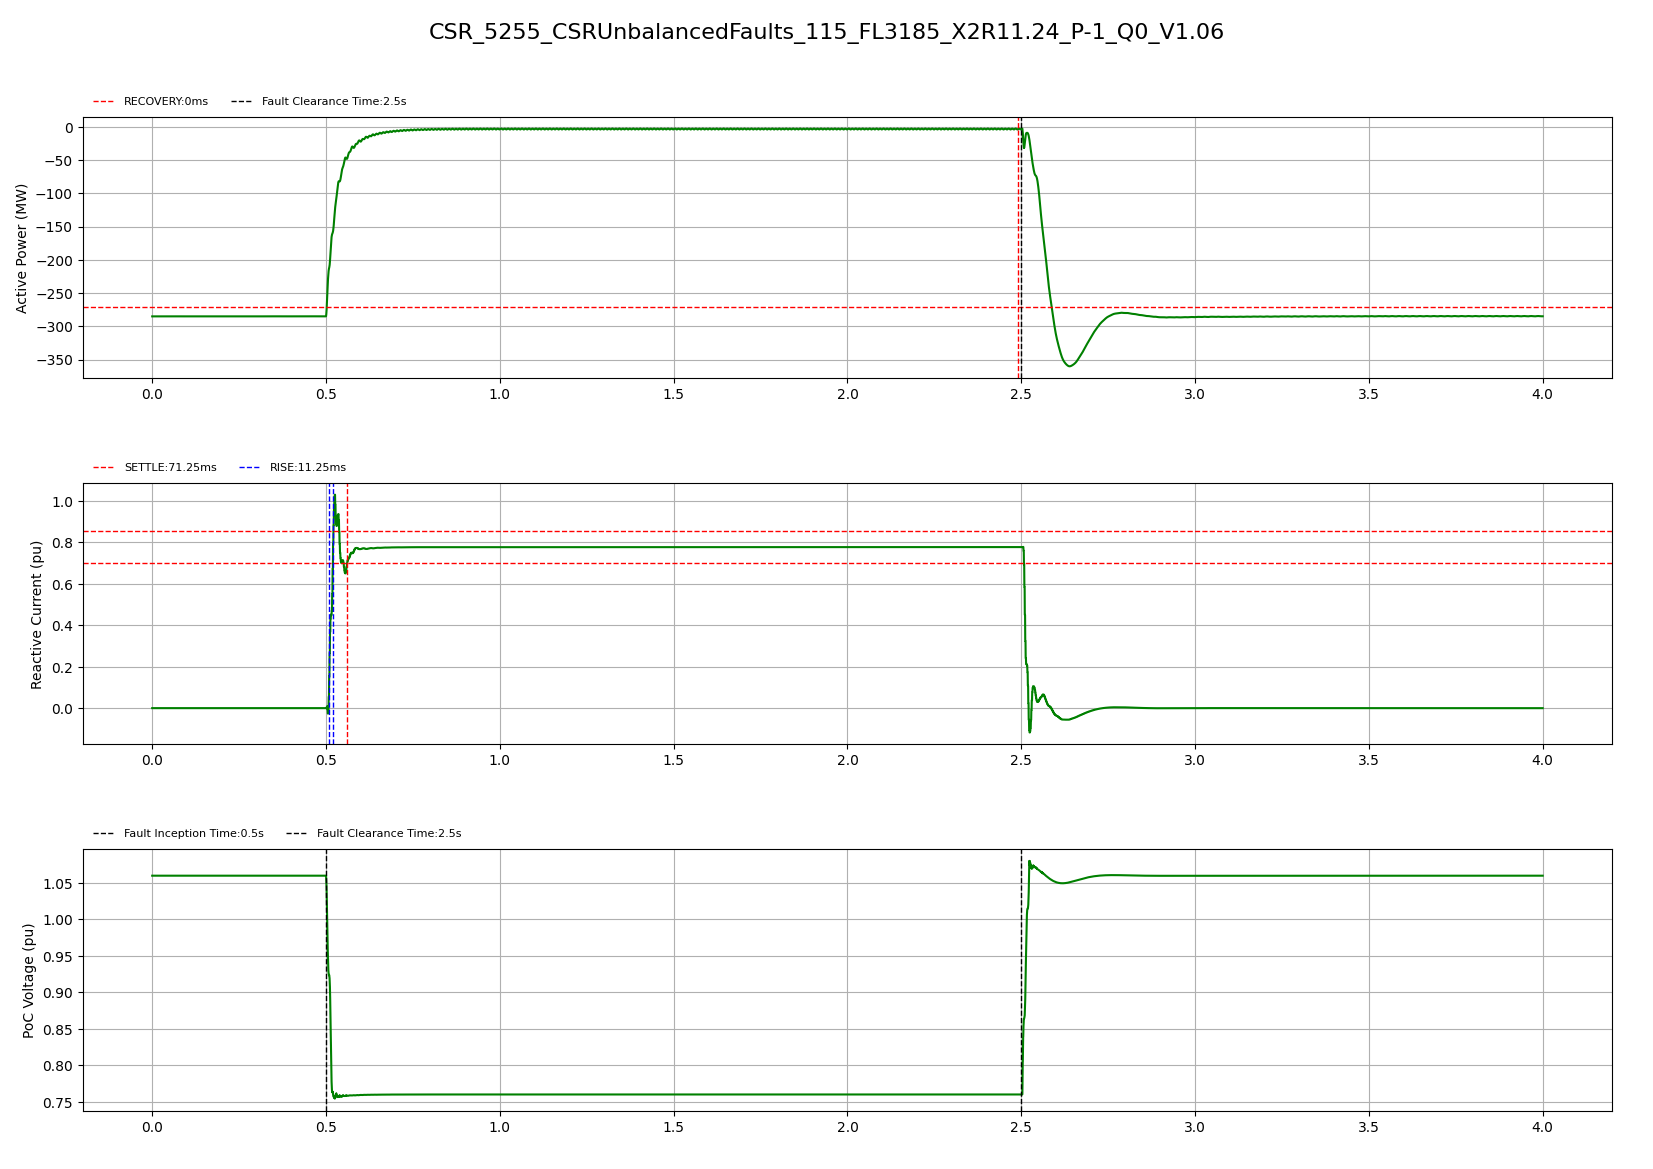 CSR_5255_CSRUnbalancedFaults_115_FL3185_X2R11.24_P-1_Q0_V1.06
RECOVERY:0ms Fault Clearance Time:2.5s
Active Power (MW)
0
−50
−100
−150
−200
−250
−300
−350
0.0 0.5 1.0 1.5 2.0 2.5 3.0 3.5 4.0
SETTLE:71.25ms RISE:11.25ms
Reactive Current (pu)
1.0
0.8
0.6
0.4
0.2
0.0
0.0 0.5 1.0 1.5 2.0 2.5 3.0 3.5 4.0
Fault Inception Time:0.5s Fault Clearance Time:2.5s
PoC Voltage (pu)
1.05
1.00
0.95
0.90
0.85
0.80
0.75
0.0 0.5 1.0 1.5 2.0 2.5 3.0 3.5 4.0